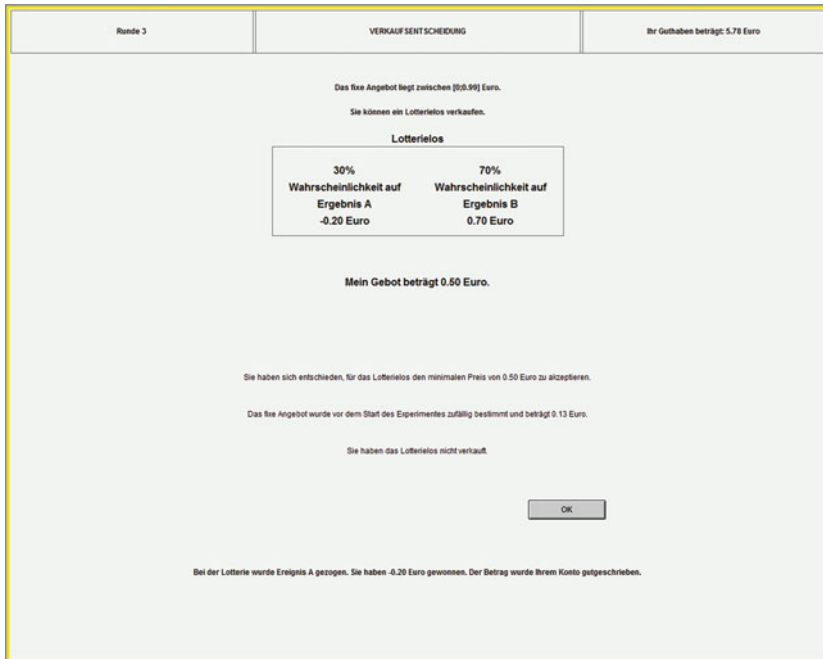 Runde 3
VERKAUFSENTSCHEIDUNG
Ihr Guthaben beträgt: 5.78 Euro
Das fixe Angebot liegt zwischen [0;0.99] Euro.
Sie können ein Lotterielos verkaufen.
Lotterielos
30%
Wahrscheinlichkeit auf
Ergebnis A
-0.20 Euro
70%
Wahrscheinlichkeit auf
Ergebnis B
0.70 Euro
Mein Gebot beträgt 0.50 Euro.
Sie haben sich entschieden, für das Lotterielos den minimalen Preis von 0.50 Euro zu akzeptieren.
Das fixe Angebot wurde vor dem Start des Experimentes zufällig bestimmt und beträgt 0.13 Euro.
Sie haben das Lotterielos nicht verkauft.
OK
Bei der Lotterie wurde Ereignis A gezogen. Sie haben -0.20 Euro gewonnen. Der Betrag wurde Ihrem Konto gutgeschrieben.